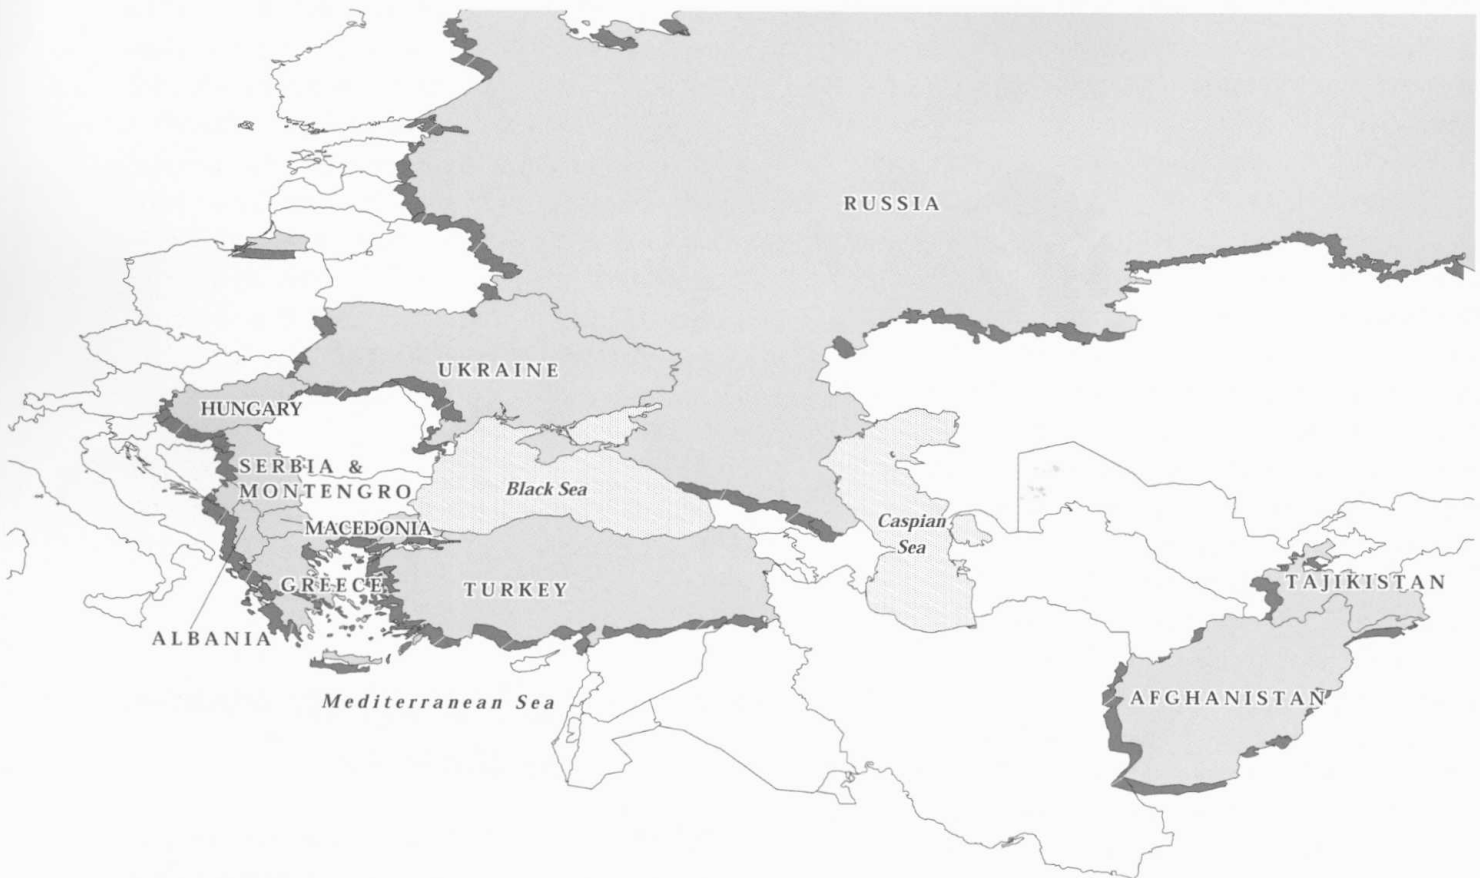 RUSSIA
UKRAINE
HUNGARY
SERBIA &
MONTENGRO
Black Sea
MACEDONIA
Caspian
Sea
GREECE
TURKEY
TAJIKISTAN
ALBANIA
Mediterranean Sea
AFGHANISTAN